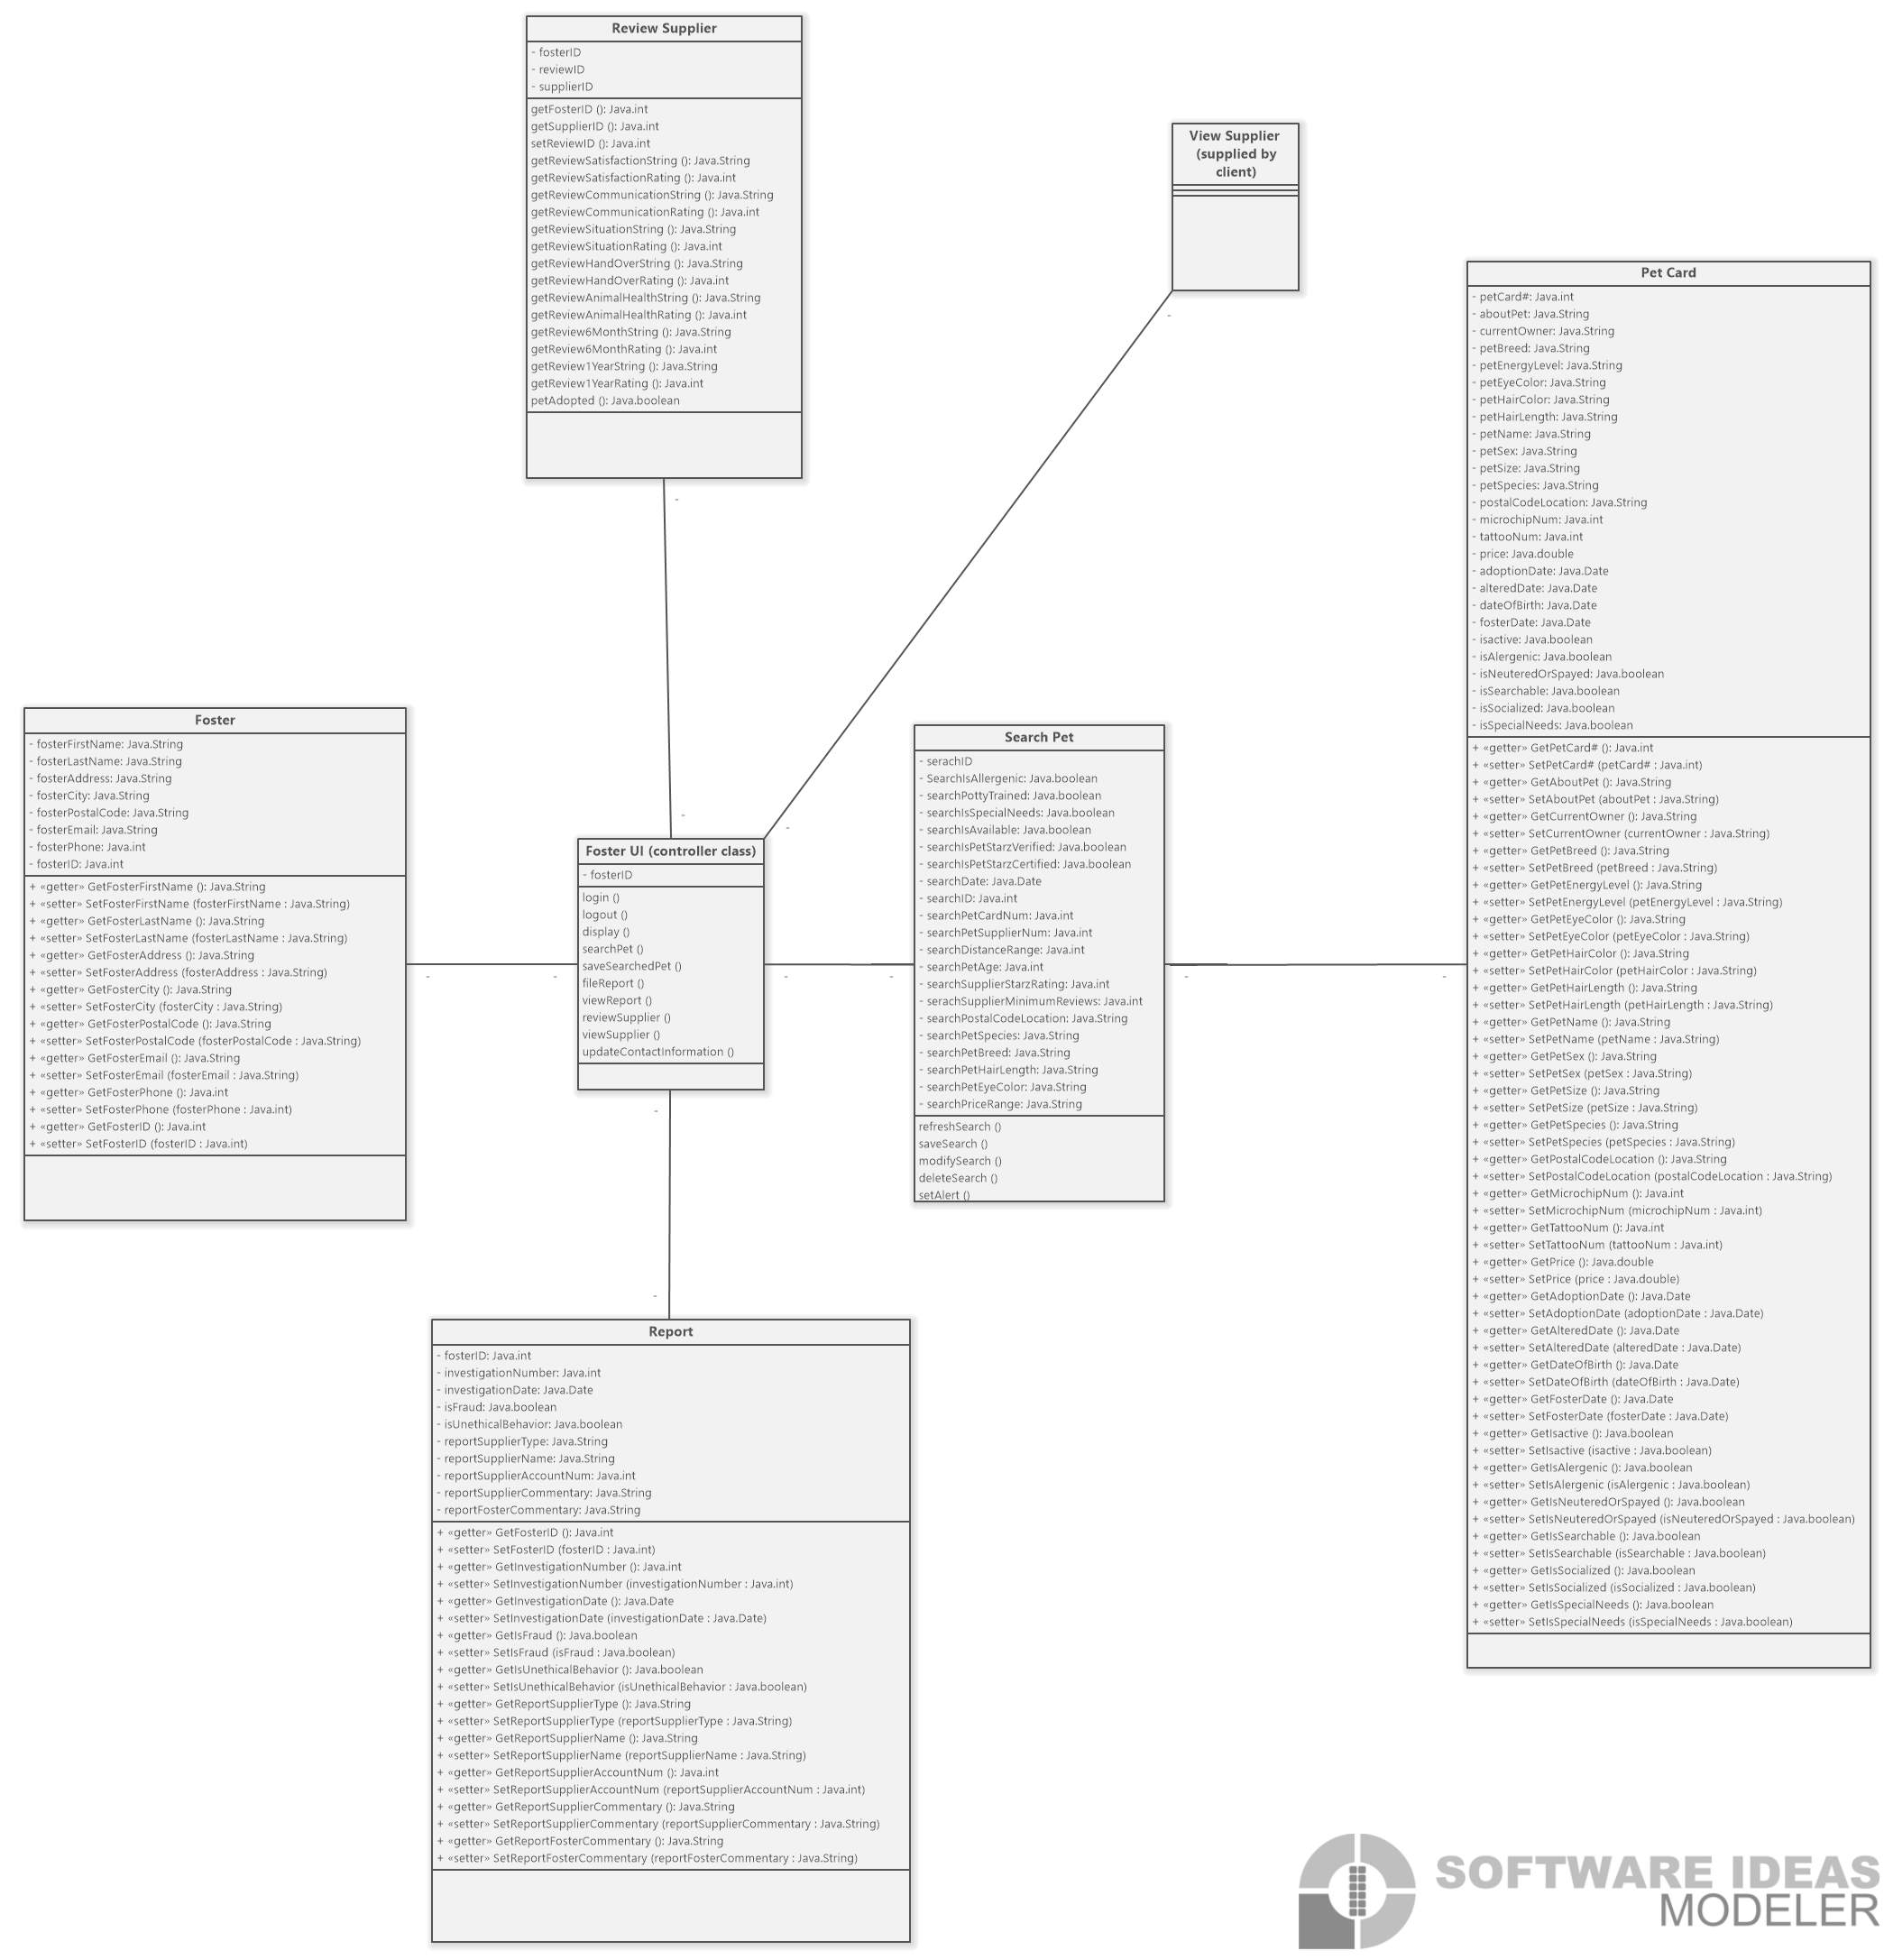 Review Supplier
- fosterID
- reviewID
- supplierID
getFosterID (): Java.int
getSupplierID (): Java.int
setReviewID (): Java.int
getReviewSatisfactionString (): Java.String
getReviewSatisfactionRating (): Java.int
getReviewCommunicationString (): Java.String
getReviewCommunicationRating (): Java.int
getReviewSituationString (): Java.String
getReviewSituationRating (): Java.int
getReviewHandOverString (): Java.String
getReviewHandOverRating (): Java.int
getReviewAnimalHealthString (): Java.String
getReviewAnimalHealthRating (): Java.int
getReview6MonthString (): Java.String
getReview6MonthRating (): Java.int
getReview1YearString (): Java.String
getReview1YearRating (): Java.int
petAdopted (): Java.boolean
View Supplier
(supplied by
client)
Foster
- fosterFirstName: Java.String
- fosterLastName: Java.String
- fosterAddress: Java.String
- fosterCity: Java.String
- fosterPostalCode: Java.String
- fosterEmail: Java.String
- fosterPhone: Java.int
- fosterID: Java.int
+ «getter» GetFosterFirstName (): Java.String
+ «setter» SetFosterFirstName (fosterFirstName : Java.String)
+ «getter» GetFosterLastName (): Java.String
+ «setter» SetFosterLastName (fosterLastName : Java.String)
+ «getter» GetFosterAddress (): Java.String
+ «setter» SetFosterAddress (fosterAddress : Java.String)
+ «getter» GetFosterCity (): Java.String
+ «setter» SetFosterCity (fosterCity : Java.String)
+ «getter» GetFosterPostalCode (): Java.String
+ «setter» SetFosterPostalCode (fosterPostalCode : Java.String)
+ «getter» GetFosterEmail (): Java.String
+ «setter» SetFosterEmail (fosterEmail : Java.String)
+ «getter» GetFosterPhone (): Java.int
+ «setter» SetFosterPhone (fosterPhone : Java.int)
+ «getter» GetFosterID (): Java.int
+ «setter» SetFosterID (fosterID : Java.int)
Foster UI (controller class)
- fosterID
login ()
logout ()
display ()
searchPet ()
saveSearchedPet ()
fileReport ()
viewReport ()
reviewSupplier ()
viewSupplier ()
updateContactInformation ()
Search Pet
- serachID
- SearchIsAllergenic: Java.boolean
- searchPottyTrained: Java.boolean
- searchIsSpecialNeeds: Java.boolean
- searchIsAvailable: Java.boolean
- searchIsPetStarzVerified: Java.boolean
- searchIsPetStarzCertified: Java.boolean
- searchDate: Java.Date
- searchID: Java.int
- searchPetCardNum: Java.int
- searchPetSupplierNum: Java.int
- searchDistanceRange: Java.int
- searchPetAge: Java.int
- searchSupplierStarzRating: Java.int
- serachSupplierMinimumReviews: Java.int
- searchPostalCodeLocation: Java.String
- searchPetSpecies: Java.String
- searchPetBreed: Java.String
- searchPetHairLength: Java.String
- searchPetEyeColor: Java.String
- searchPriceRange: Java.String
refreshSearch ()
saveSearch ()
modifySearch ()
deleteSearch ()
setAlert ()
Pet Card
- petCard#: Java.int
- aboutPet: Java.String
- currentOwner: Java.String
- petBreed: Java.String
- petEnergyLevel: Java.String
- petEyeColor: Java.String
- petHairColor: Java.String
- petHairLength: Java.String
- petName: Java.String
- petSex: Java.String
- petSize: Java.String
- petSpecies: Java.String
- postalCodeLocation: Java.String
- microchipNum: Java.int
- tattooNum: Java.int
- price: Java.double
- adoptionDate: Java.Date
- alteredDate: Java.Date
- dateOfBirth: Java.Date
- fosterDate: Java.Date
- isactive: Java.boolean
- isAlergenic: Java.boolean
- isNeuteredOrSpayed: Java.boolean
- isSearchable: Java.boolean
- isSocialized: Java.boolean
- isSpecialNeeds: Java.boolean
+ «getter» GetPetCard# (): Java.int
+ «setter» SetPetCard# (petCard# : Java.int)
+ «getter» GetAboutPet (): Java.String
+ «setter» SetAboutPet (aboutPet : Java.String)
+ «getter» GetCurrentOwner (): Java.String
+ «setter» SetCurrentOwner (currentOwner : Java.String)
+ «getter» GetPetBreed (): Java.String
+ «setter» SetPetBreed (petBreed : Java.String)
+ «getter» GetPetEnergyLevel (): Java.String
+ «setter» SetPetEnergyLevel (petEnergyLevel : Java.String)
+ «getter» GetPetEyeColor (): Java.String
+ «setter» SetPetEyeColor (petEyeColor : Java.String)
+ «getter» GetPetHairColor (): Java.String
+ «setter» SetPetHairColor (petHairColor : Java.String)
+ «getter» GetPetHairLength (): Java.String
+ «setter» SetPetHairLength (petHairLength : Java.String)
+ «getter» GetPetName (): Java.String
+ «setter» SetPetName (petName : Java.String)
+ «getter» GetPetSex (): Java.String
+ «setter» SetPetSex (petSex : Java.String)
+ «getter» GetPetSize (): Java.String
+ «setter» SetPetSize (petSize : Java.String)
+ «getter» GetPetSpecies (): Java.String
+ «setter» SetPetSpecies (petSpecies : Java.String)
+ «getter» GetPostalCodeLocation (): Java.String
+ «setter» SetPostalCodeLocation (postalCodeLocation : Java.String)
+ «getter» GetMicrochipNum (): Java.int
+ «setter» SetMicrochipNum (microchipNum : Java.int)
+ «getter» GetTattooNum (): Java.int
+ «setter» SetTattooNum (tattooNum : Java.int)
+ «getter» GetPrice (): Java.double
+ «setter» SetPrice (price : Java.double)
+ «getter» GetAdoptionDate (): Java.Date
+ «setter» SetAdoptionDate (adoptionDate : Java.Date)
+ «getter» GetAlteredDate (): Java.Date
+ «setter» SetAlteredDate (alteredDate : Java.Date)
+ «getter» GetDateOfBirth (): Java.Date
+ «setter» SetDateOfBirth (dateOfBirth : Java.Date)
+ «getter» GetFosterDate (): Java.Date
+ «setter» SetFosterDate (fosterDate : Java.Date)
+ «getter» GetIsactive (): Java.boolean
+ «setter» SetIsactive (isactive : Java.boolean)
+ «getter» GetIsAlergenic (): Java.boolean
+ «setter» SetIsAlergenic (isAlergenic : Java.boolean)
+ «getter» GetIsNeuteredOrSpayed (): Java.boolean
+ «setter» SetIsNeuteredOrSpayed (isNeuteredOrSpayed : Java.boolean)
+ «getter» GetIsSearchable (): Java.boolean
+ «setter» SetIsSearchable (isSearchable : Java.boolean)
+ «getter» GetIsSocialized (): Java.boolean
+ «setter» SetIsSocialized (isSocialized : Java.boolean)
+ «getter» GetIsSpecialNeeds (): Java.boolean
+ «setter» SetIsSpecialNeeds (isSpecialNeeds : Java.boolean)
Report
- fosterID: Java.int
- investigationNumber: Java.int
- investigationDate: Java.Date
- isFraud: Java.boolean
- isUnethicalBehavior: Java.boolean
- reportSupplierType: Java.String
- reportSupplierName: Java.String
- reportSupplierAccountNum: Java.int
- reportSupplierCommentary: Java.String
- reportFosterCommentary: Java.String
+ «getter» GetFosterID (): Java.int
+ «setter» SetFosterID (fosterID : Java.int)
+ «getter» GetInvestigationNumber (): Java.int
+ «setter» SetInvestigationNumber (investigationNumber : Java.int)
+ «getter» GetInvestigationDate (): Java.Date
+ «setter» SetInvestigationDate (investigationDate : Java.Date)
+ «getter» GetIsFraud (): Java.boolean
+ «setter» SetIsFraud (isFraud : Java.boolean)
+ «getter» GetIsUnethicalBehavior (): Java.boolean
+ «setter» SetIsUnethicalBehavior (isUnethicalBehavior : Java.boolean)
+ «getter» GetReportSupplierType (): Java.String
+ «setter» SetReportSupplierType (reportSupplierType : Java.String)
+ «getter» GetReportSupplierName (): Java.String
+ «setter» SetReportSupplierName (reportSupplierName : Java.String)
+ «getter» GetReportSupplierAccountNum (): Java.int
+ «setter» SetReportSupplierAccountNum (reportSupplierAccountNum : Java.int)
+ «getter» GetReportSupplierCommentary (): Java.String
+ «setter» SetReportSupplierCommentary (reportSupplierCommentary : Java.String)
+ «getter» GetReportFosterCommentary (): Java.String
+ «setter» SetReportFosterCommentary (reportFosterCommentary : Java.String)
SOFTWARE IDEAS
MODELER